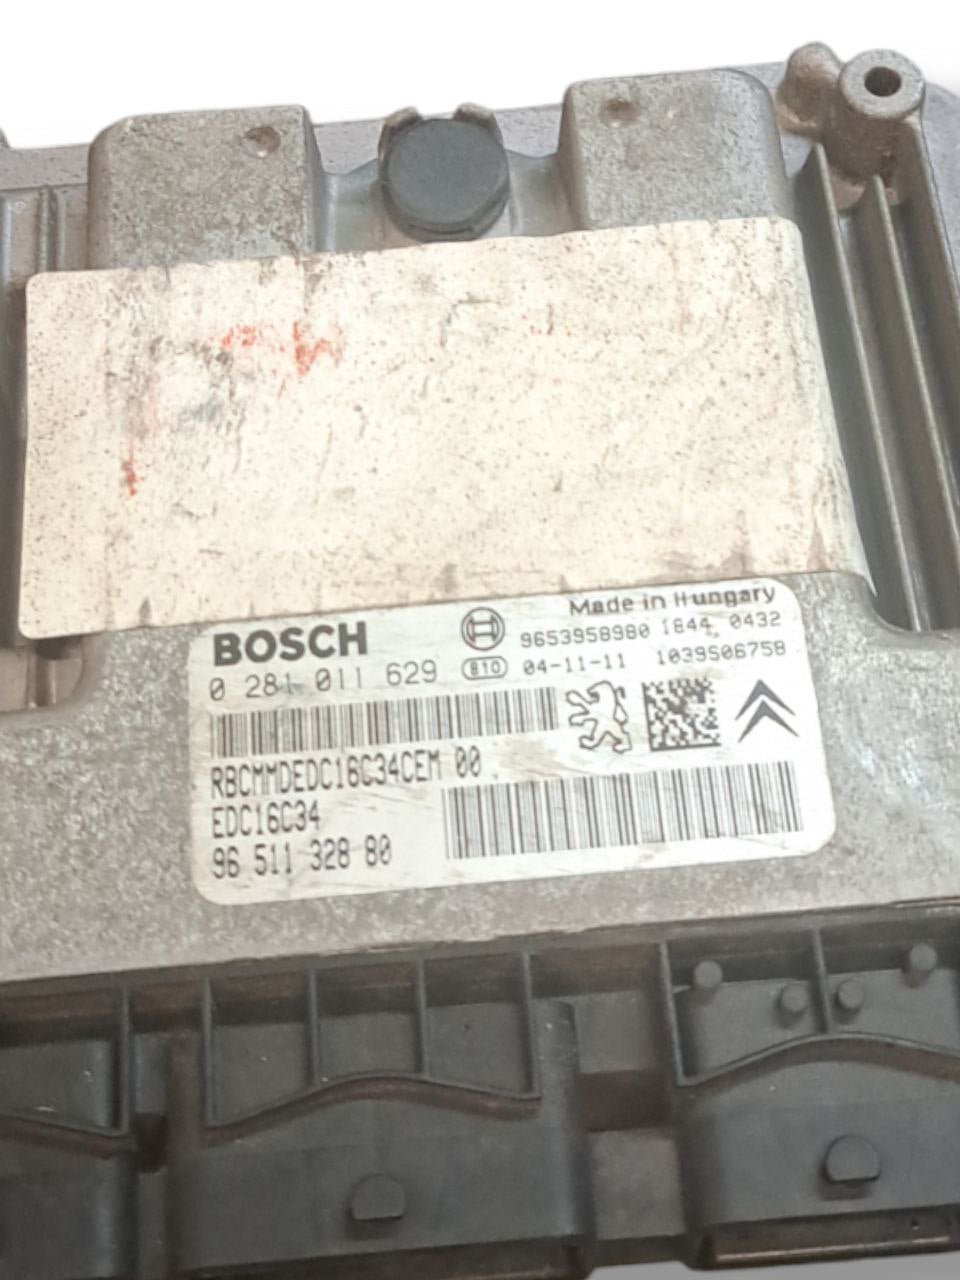 Made in Hungary
BOSCH
9653958980 1844 0432
0 281 011 629 810 04-11-11 1039S06758
RBCMMDEDC16C34CEM 00
EDC16C34
96 511 328 80